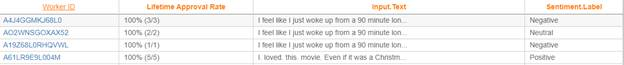 Worker ID Lifetime Approval Rate Input.Text Sentiment.Label
A4J4GGMKJ68L0 100% (3/3) I feel like I just woke up from a 90 minute lon... Negative
AO2WNSGOXAX52 100% (2/2) I feel like I just woke up from a 90 minute lon... Neutral
A19Z68L0RHQVWL 100% (1/1) I feel like I just woke up from a 90 minute lon... Negative
A61LR9E9L004M 100% (5/5) I. loved. this. movie. Even if it was a Christm... Positive